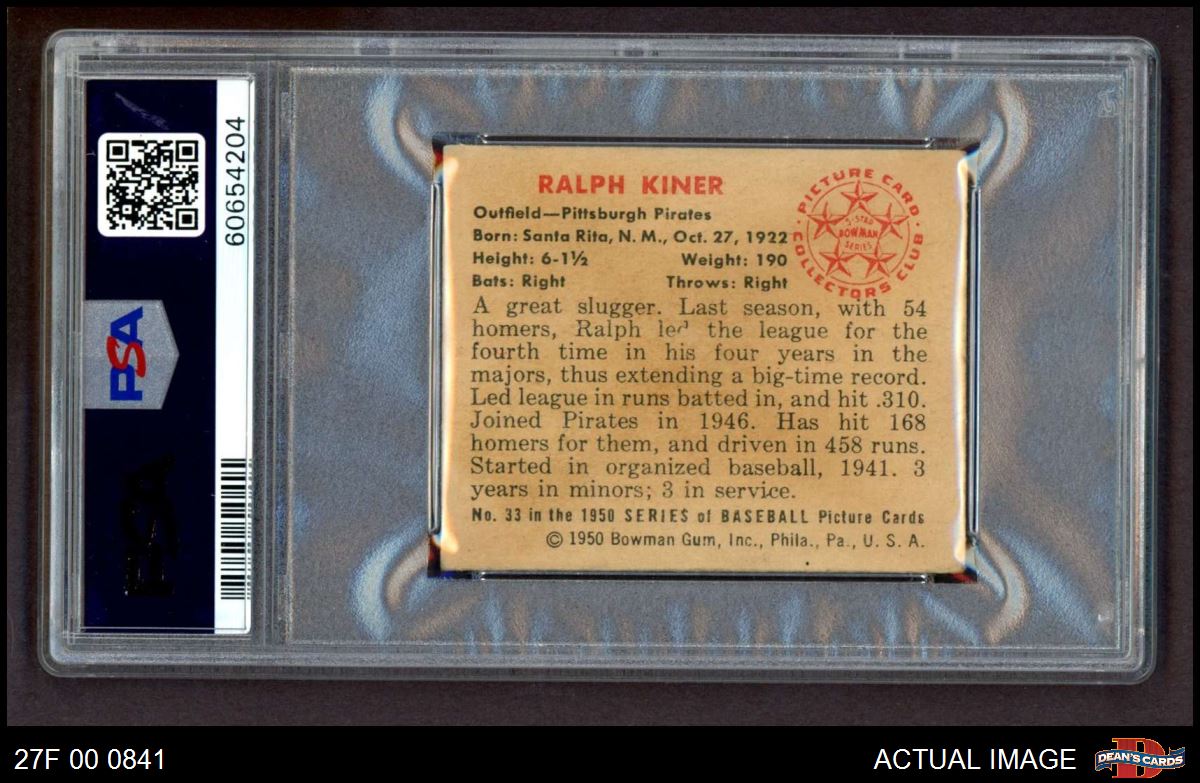 60654204
PSA
PSA
RALPH KINER
Outfield—Pittsburgh Pirates
Born: Santa Rita, N. M., Oct. 27, 1922
Height: 6-1½ Weight: 190
Bats: Right Throws: Right
PICTURE CARD
COLLECTORS CLUB
5-STAR
BOWMAN
SERIES
A great slugger. Last season, with 54
homers, Ralph led the league for the
fourth time in his four years in the
majors, thus extending a big-time record.
Led league in runs batted in, and hit .310.
Joined Pirates in 1946. Has hit 168
homers for them, and driven in 458 runs.
Started in organized baseball, 1941. 3
years in minors; 3 in service.
No. 33 in the 1950 SERIES of BASEBALL Picture Cards
© 1950 Bowman Gum, Inc., Phila., Pa., U. S. A.
27F 00 0841
ACTUAL IMAGE
D
DEAN'S CARDS